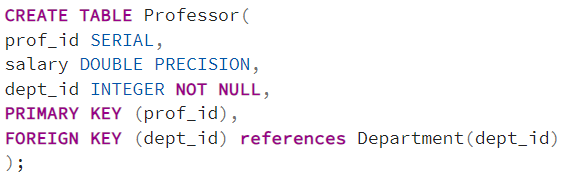 CREATE TABLE Professor(
prof_id SERIAL,
salary DOUBLE PRECISION,
dept_id INTEGER NOT NULL,
PRIMARY KEY (prof_id),
FOREIGN KEY (dept_id) references Department(dept_id)
);